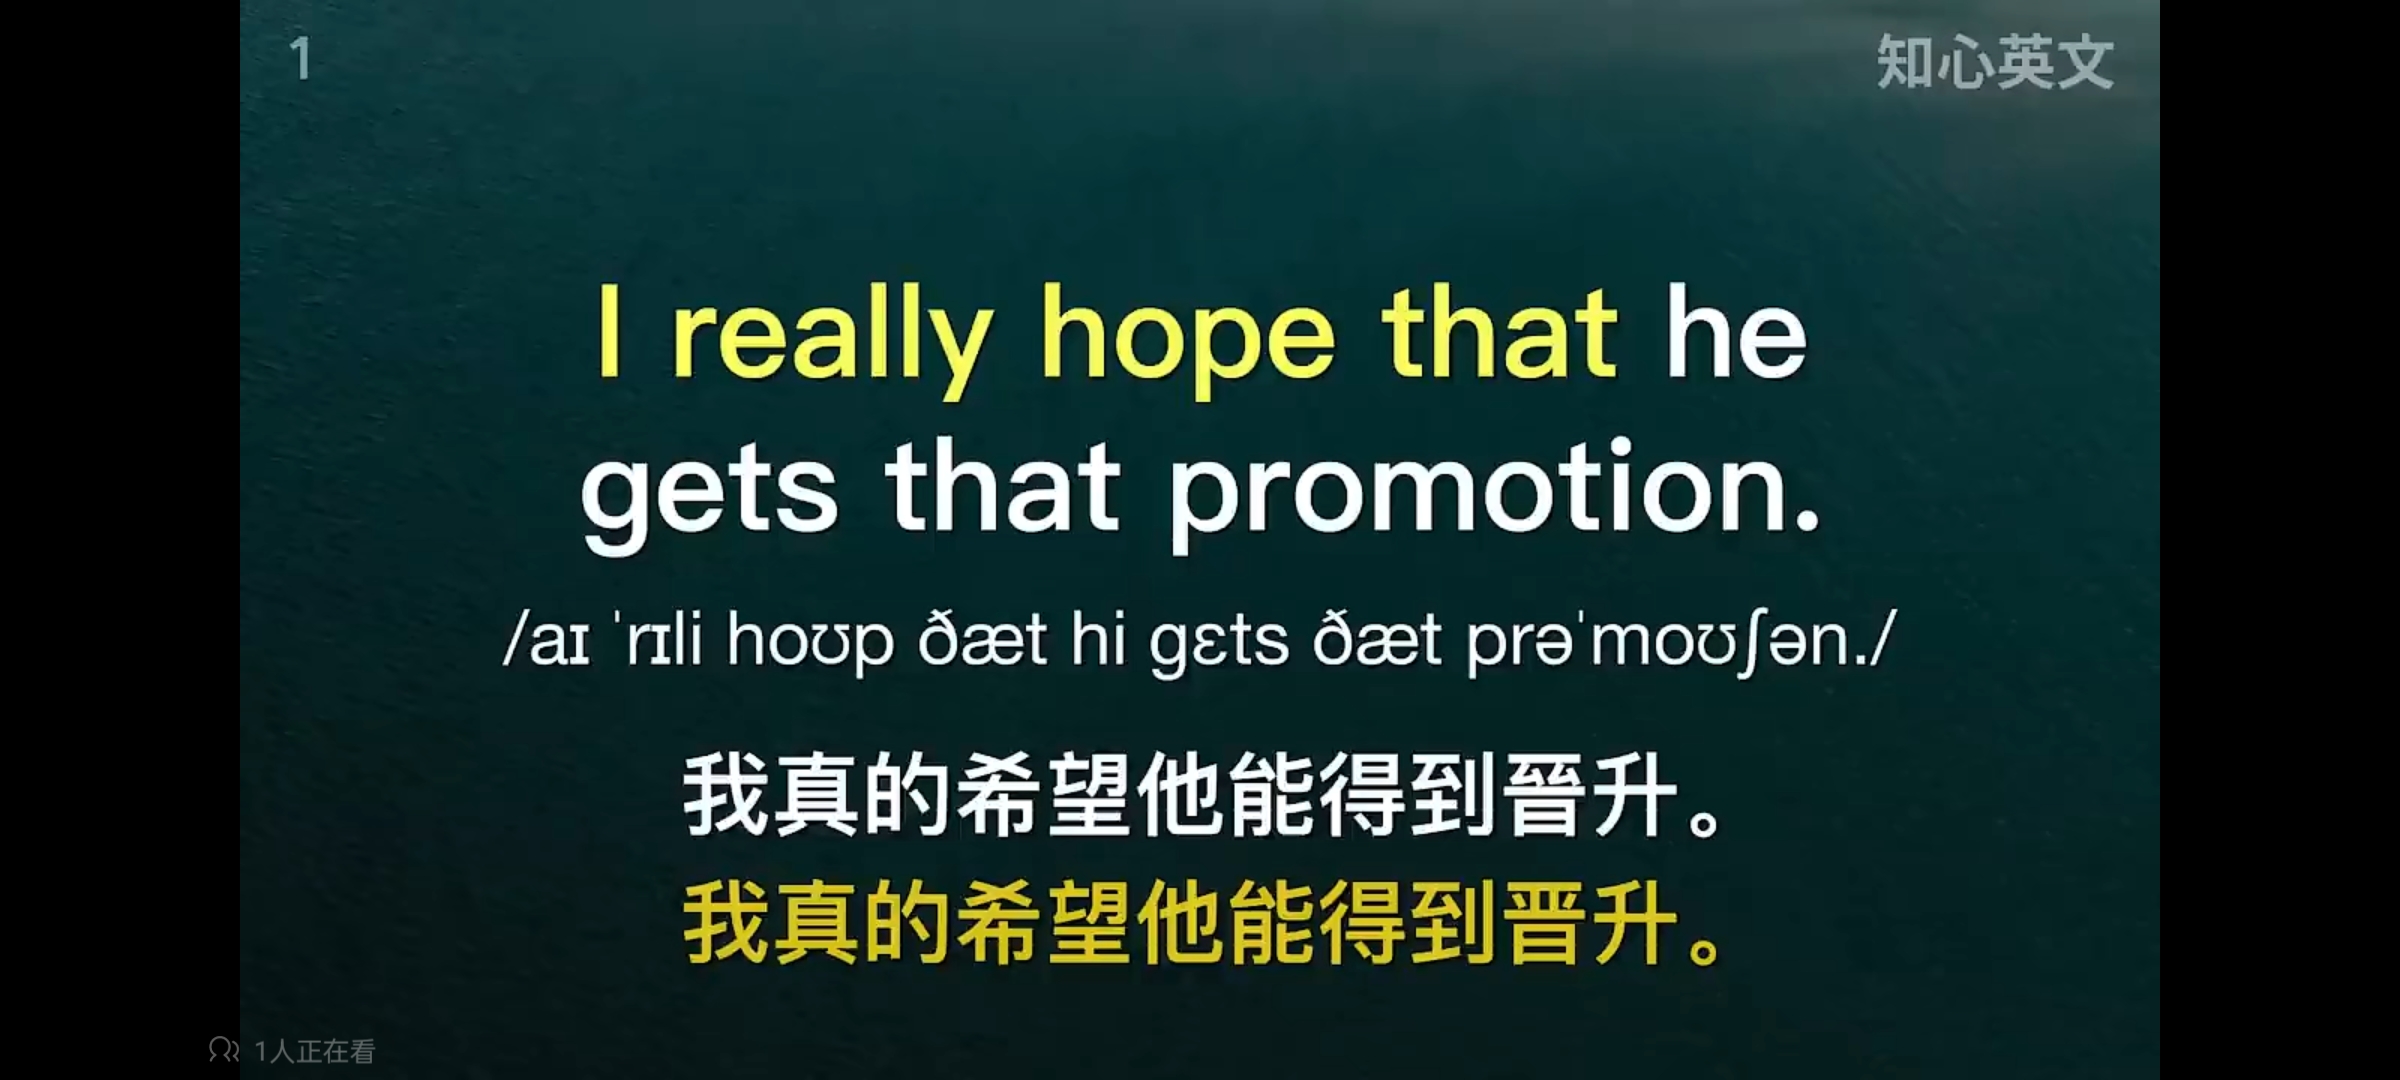 1
知心英文
I really hope that he
gets that promotion.
/aɪ ˈrɪli hoʊp ðæt hi gɛts ðæt prəˈmoʊʃən./
我真的希望他能得到晉升。
我真的希望他能得到晋升。
1人正在看